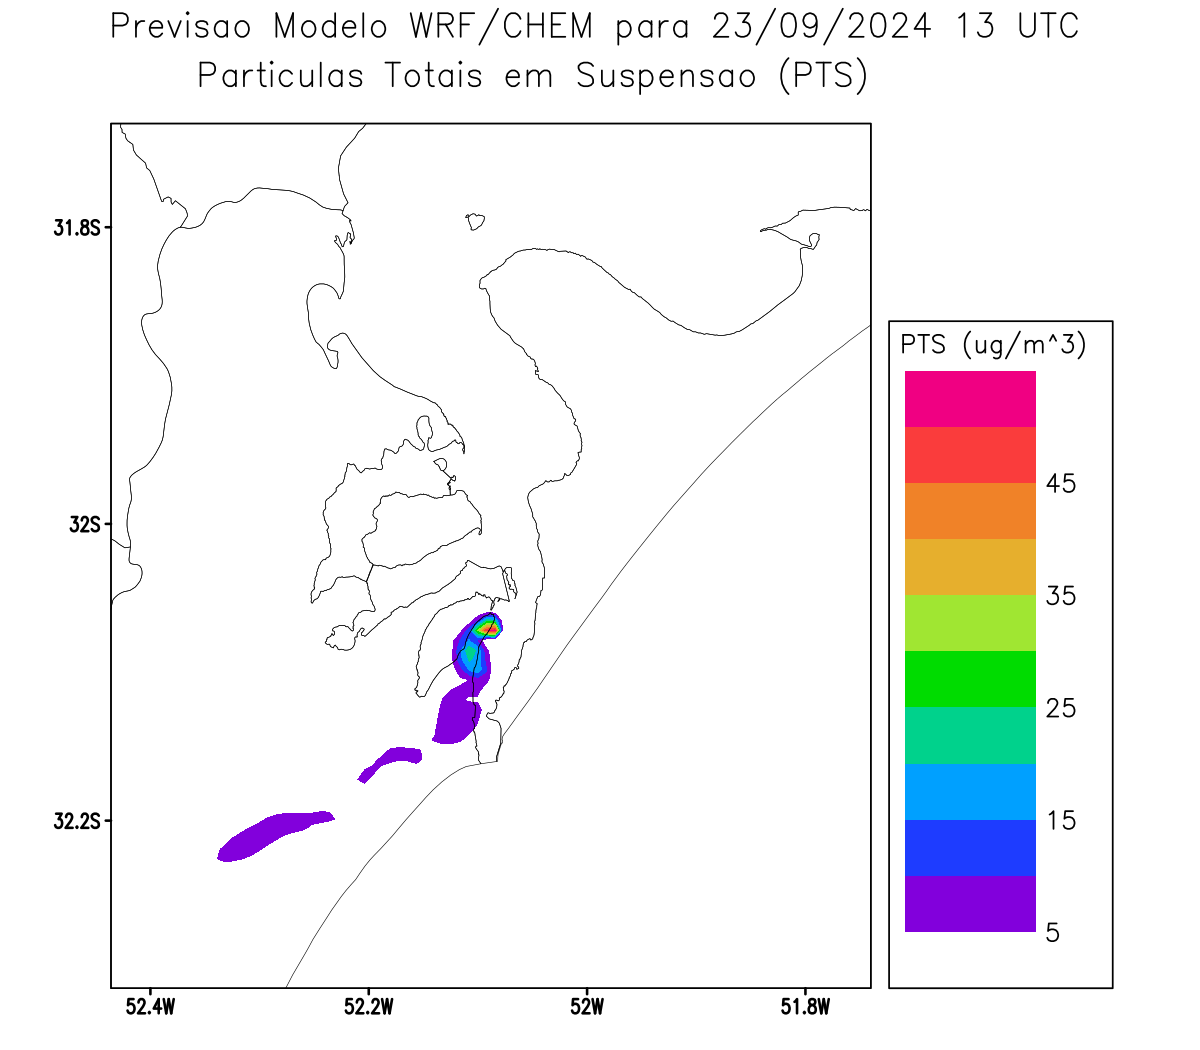 Previsao Modelo WRF/CHEM para 23/09/2024 13 UTC
Particulas Totais em Suspensao (PTS)
31.8S
32S
32.2S
52.4W
52.2W
52W
51.8W
PTS (ug/m^3)
45
35
25
15
5